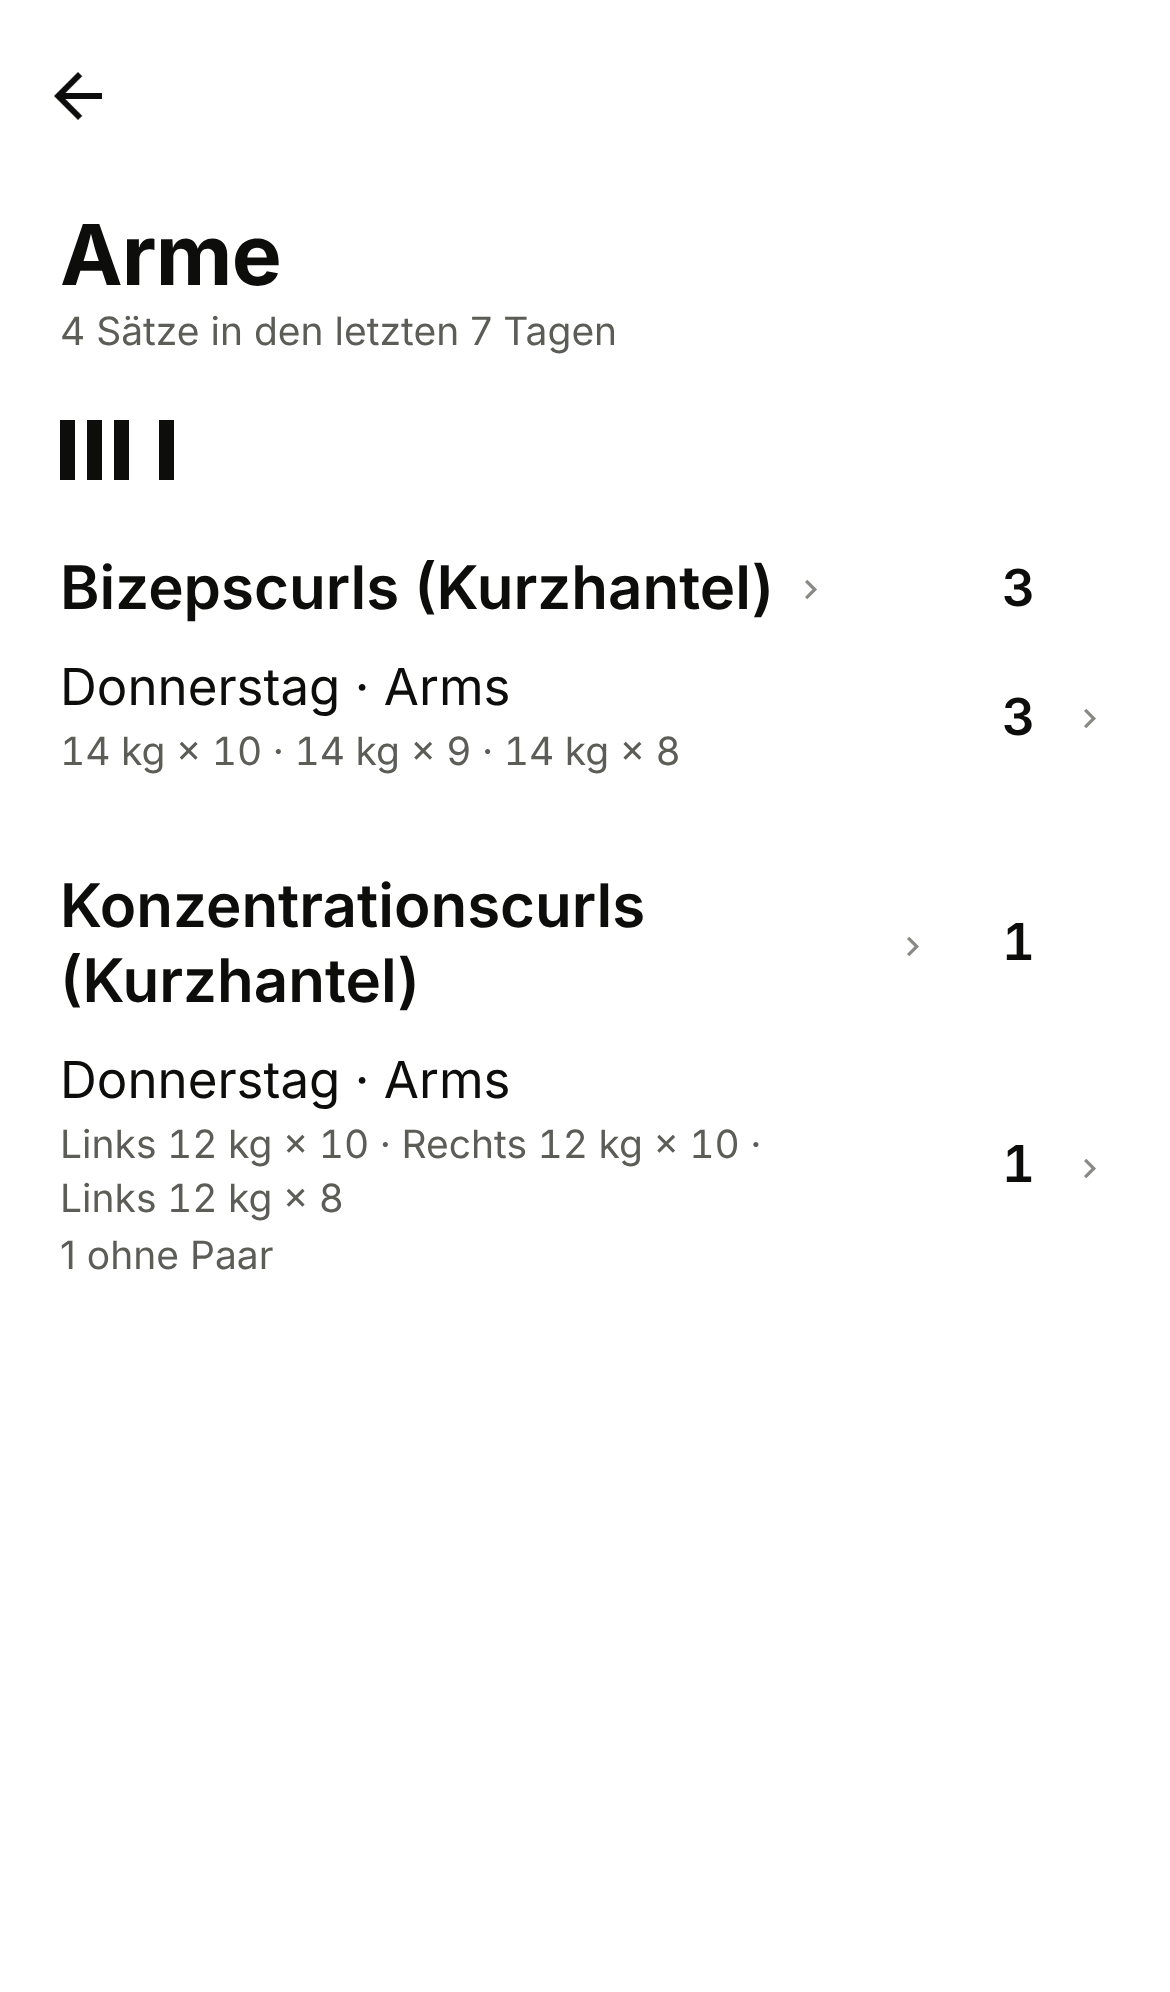 Arme
4 Sätze in den letzten 7 Tagen
Bizepscurls (Kurzhantel) › 3
Donnerstag · Arms
14 kg × 10 · 14 kg × 9 · 14 kg × 8
3 ›
Konzentrationscurls
(Kurzhantel)
› 1
Donnerstag · Arms
Links 12 kg × 10 · Rechts 12 kg × 10 ·
Links 12 kg × 8
1 ohne Paar
1 ›